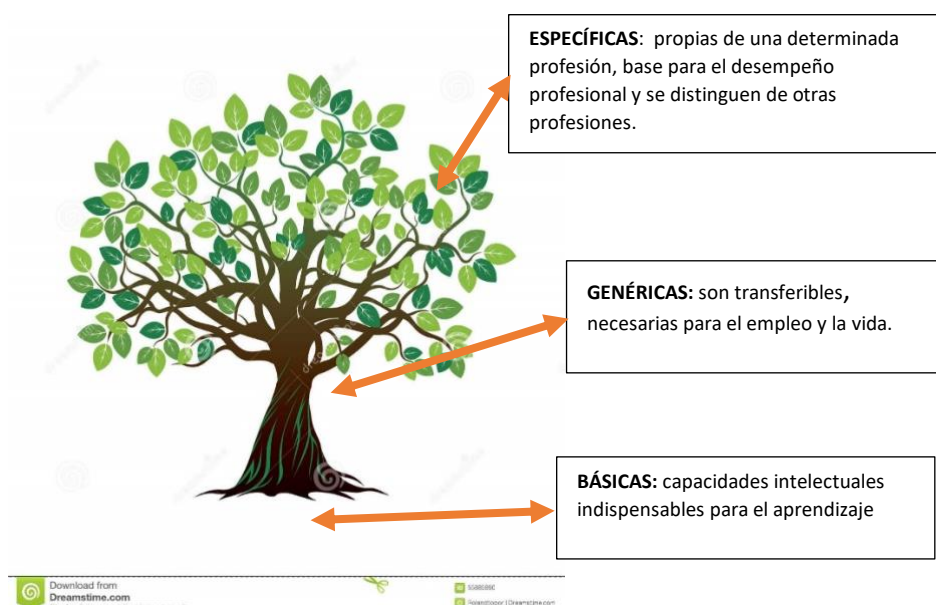 ESPECÍFICAS: propias de una determinada
profesión, base para el desempeño
profesional y se distinguen de otras
profesiones.
GENÉRICAS: son transferibles,
necesarias para el empleo y la vida.
BÁSICAS: capacidades intelectuales
indispensables para el aprendizaje
Download from
Dreamstime.com